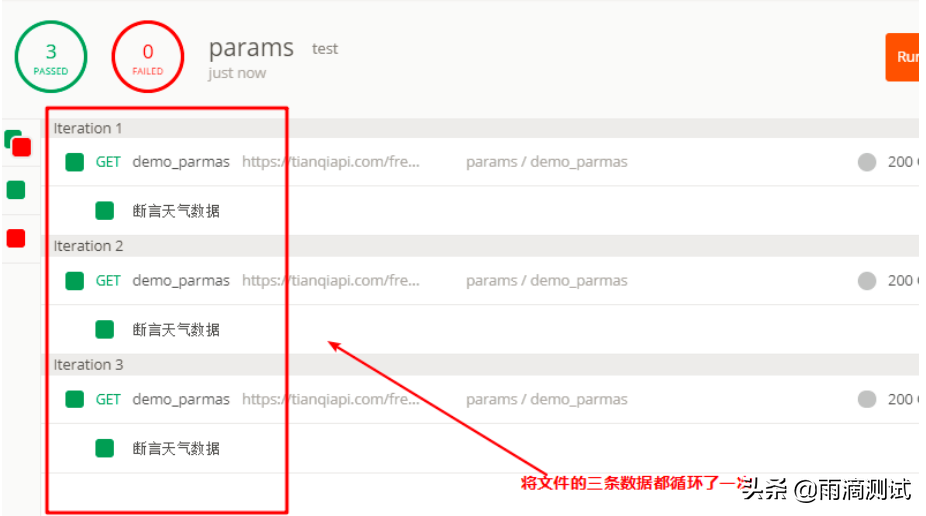 3
PASSED
0
FAILED
params test
just now
Run
Iteration 1
GET demo_parmas https://tianqiapi.com/fre... params / demo_parmas 200
断言天气数据
Iteration 2
GET demo_parmas https://tianqiapi.com/fre... params / demo_parmas 200
断言天气数据
Iteration 3
GET demo_parmas https://tianqiapi.com/fre... params / demo_parmas 200
断言天气数据
将文件的三条数据都循环了一
头条 @雨滴测试